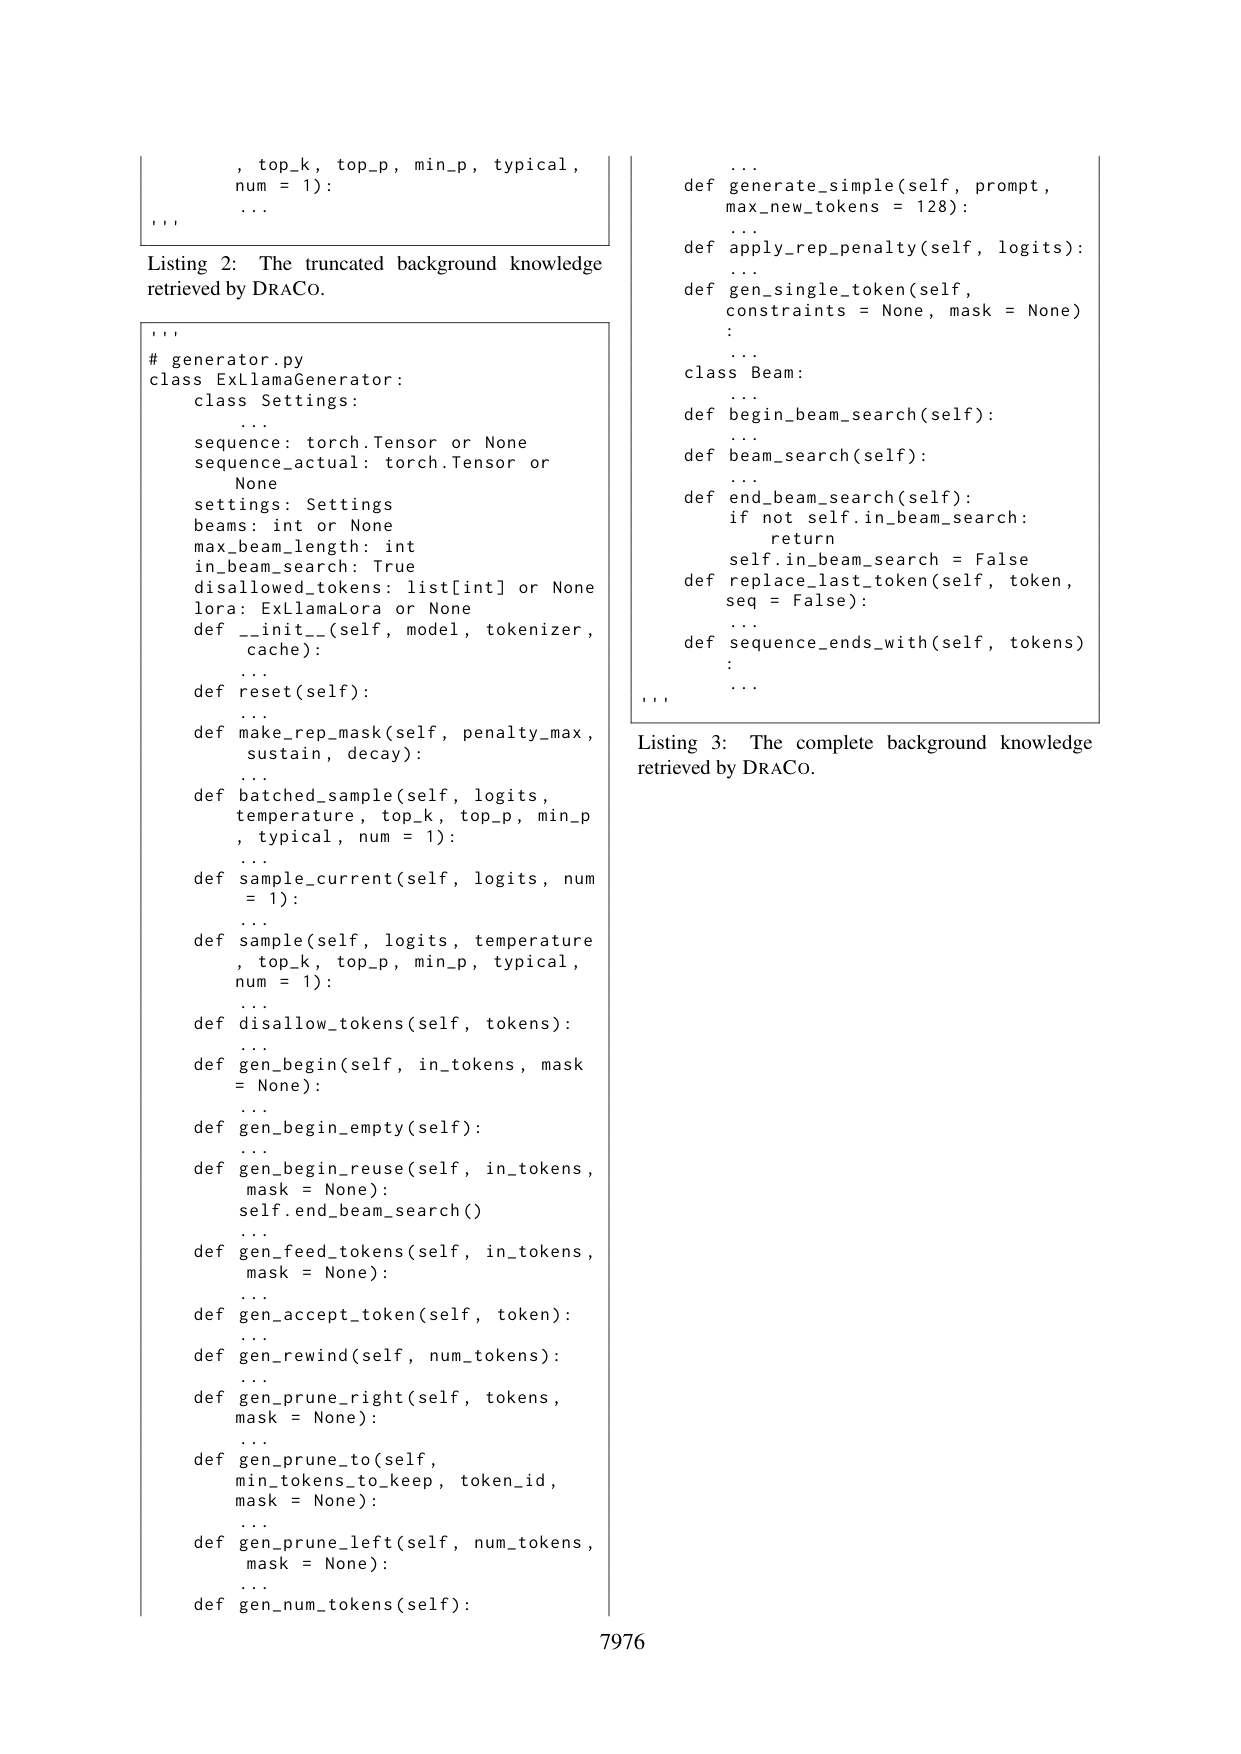 , top_k, top_p, min_p, typical,
num = 1):
...
'''
Listing 2: The truncated background knowledge
retrieved by DRACO.
'''
# generator.py
class ExLlamaGenerator:
class Settings:
...
sequence: torch.Tensor or None
sequence_actual: torch.Tensor or
None
settings: Settings
beams: int or None
max_beam_length: int
in_beam_search: True
disallowed_tokens: list[int] or None
lora: ExLlamaLora or None
def __init__(self, model, tokenizer,
cache):
...
def reset(self):
...
def make_rep_mask(self, penalty_max,
sustain, decay):
...
def batched_sample(self, logits,
temperature, top_k, top_p, min_p
, typical, num = 1):
...
def sample_current(self, logits, num
= 1):
...
def sample(self, logits, temperature
, top_k, top_p, min_p, typical,
num = 1):
...
def disallow_tokens(self, tokens):
...
def gen_begin(self, in_tokens, mask
= None):
...
def gen_begin_empty(self):
...
def gen_begin_reuse(self, in_tokens,
mask = None):
self.end_beam_search()
...
def gen_feed_tokens(self, in_tokens,
mask = None):
...
def gen_accept_token(self, token):
...
def gen_rewind(self, num_tokens):
...
def gen_prune_right(self, tokens,
mask = None):
...
def gen_prune_to(self,
min_tokens_to_keep, token_id,
mask = None):
...
def gen_prune_left(self, num_tokens,
mask = None):
...
def gen_num_tokens(self):
...
def generate_simple(self, prompt,
max_new_tokens = 128):
...
def apply_rep_penalty(self, logits):
...
def gen_single_token(self,
constraints = None, mask = None)
:
...
class Beam:
...
def begin_beam_search(self):
...
def beam_search(self):
...
def end_beam_search(self):
if not self.in_beam_search:
return
self.in_beam_search = False
def replace_last_token(self, token,
seq = False):
...
def sequence_ends_with(self, tokens)
:
...
'''
Listing 3: The complete background knowledge
retrieved by DRACO.
7976